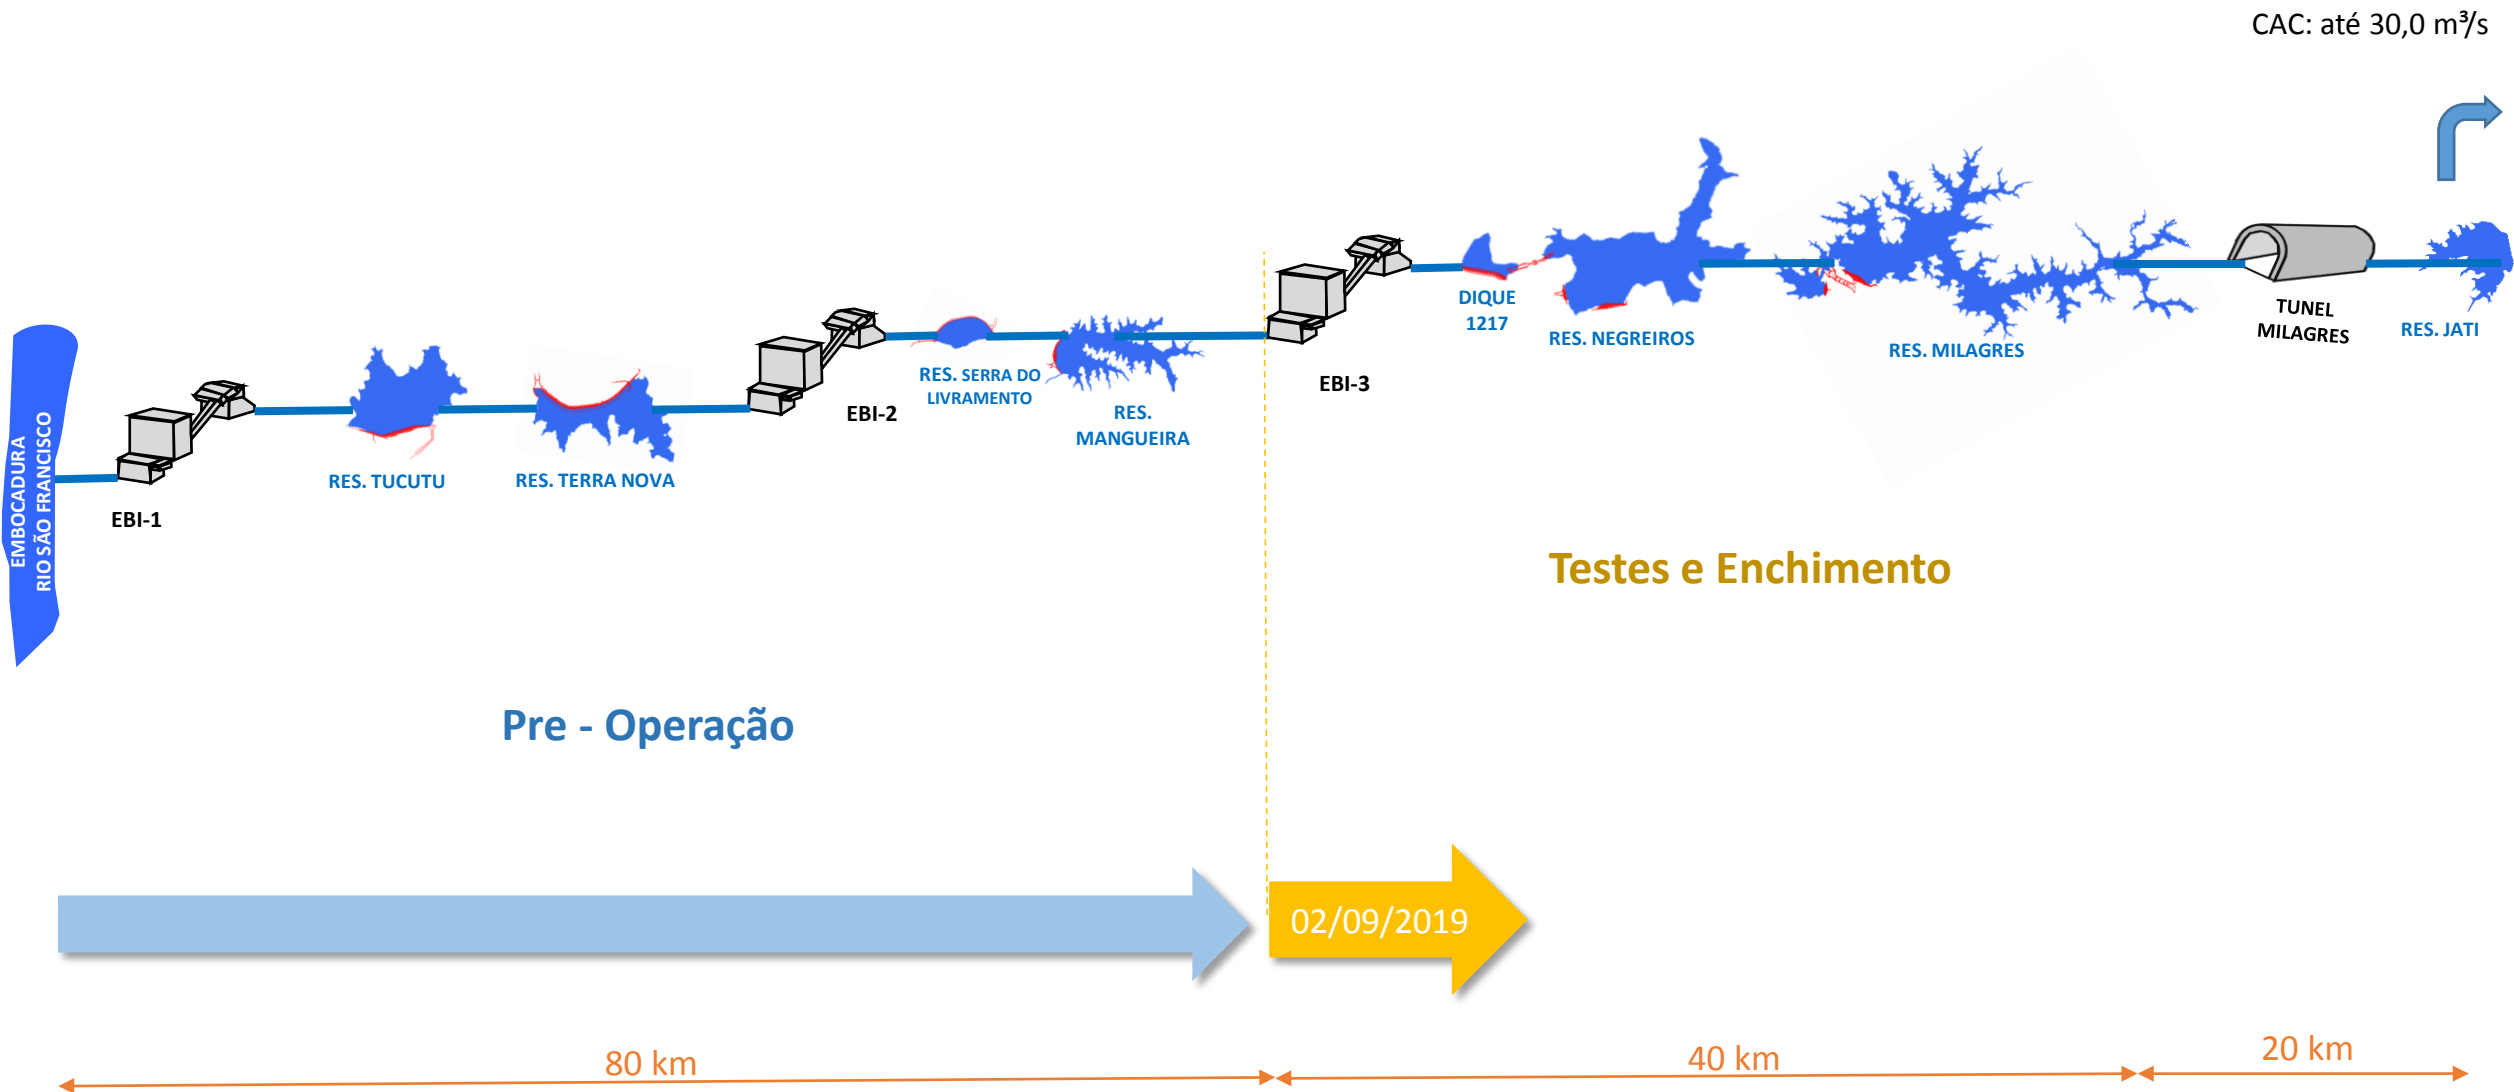 CAC: até 30,0 m³/s
EMBOCADURA
RIO SÃO FRANCISCO
EBI-1
RES. TUCUTU
RES. TERRA NOVA
EBI-2
RES. SERRA DO
LIVRAMENTO
RES.
MANGUEIRA
EBI-3
DIQUE
1217
RES. NEGREIROS
RES. MILAGRES
TUNEL
MILAGRES
RES. JATI
Testes e Enchimento
Pre - Operação
02/09/2019
80 km
40 km
20 km